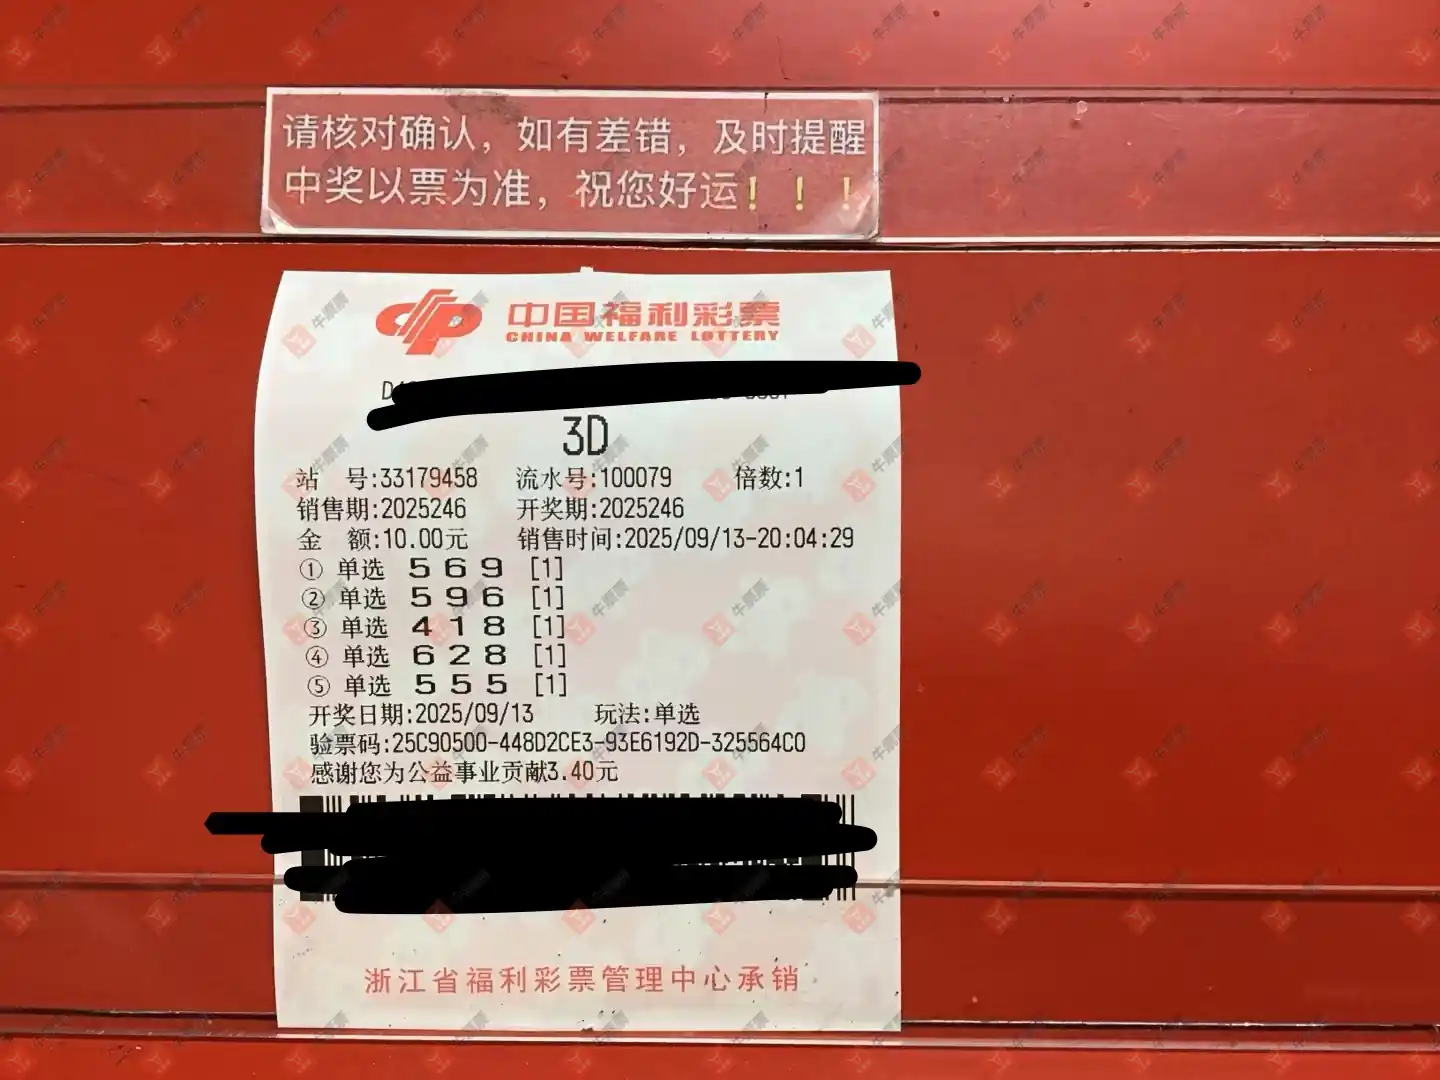 请核对确认，如有差错，及时提醒
中奖以票为准，祝您好运！！！
中国福利彩票
CHINA WELFARE LOTTERY
3D
站 号:33179458 流水号:100079 倍数:1
销售期:2025246 开奖期:2025246
金 额:10.00元 销售时间:2025/09/13-20:04:29
① 单选 5 6 9 [1]
② 单选 5 9 6 [1]
③ 单选 4 1 8 [1]
④ 单选 6 2 8 [1]
⑤ 单选 5 5 5 [1]
开奖日期:2025/09/13 玩法:单选
验票码:25C90500-448D2CE3-93E6192D-325564C0
感谢您为公益事业贡献3.40元
浙江省福利彩票管理中心承销
牛票票